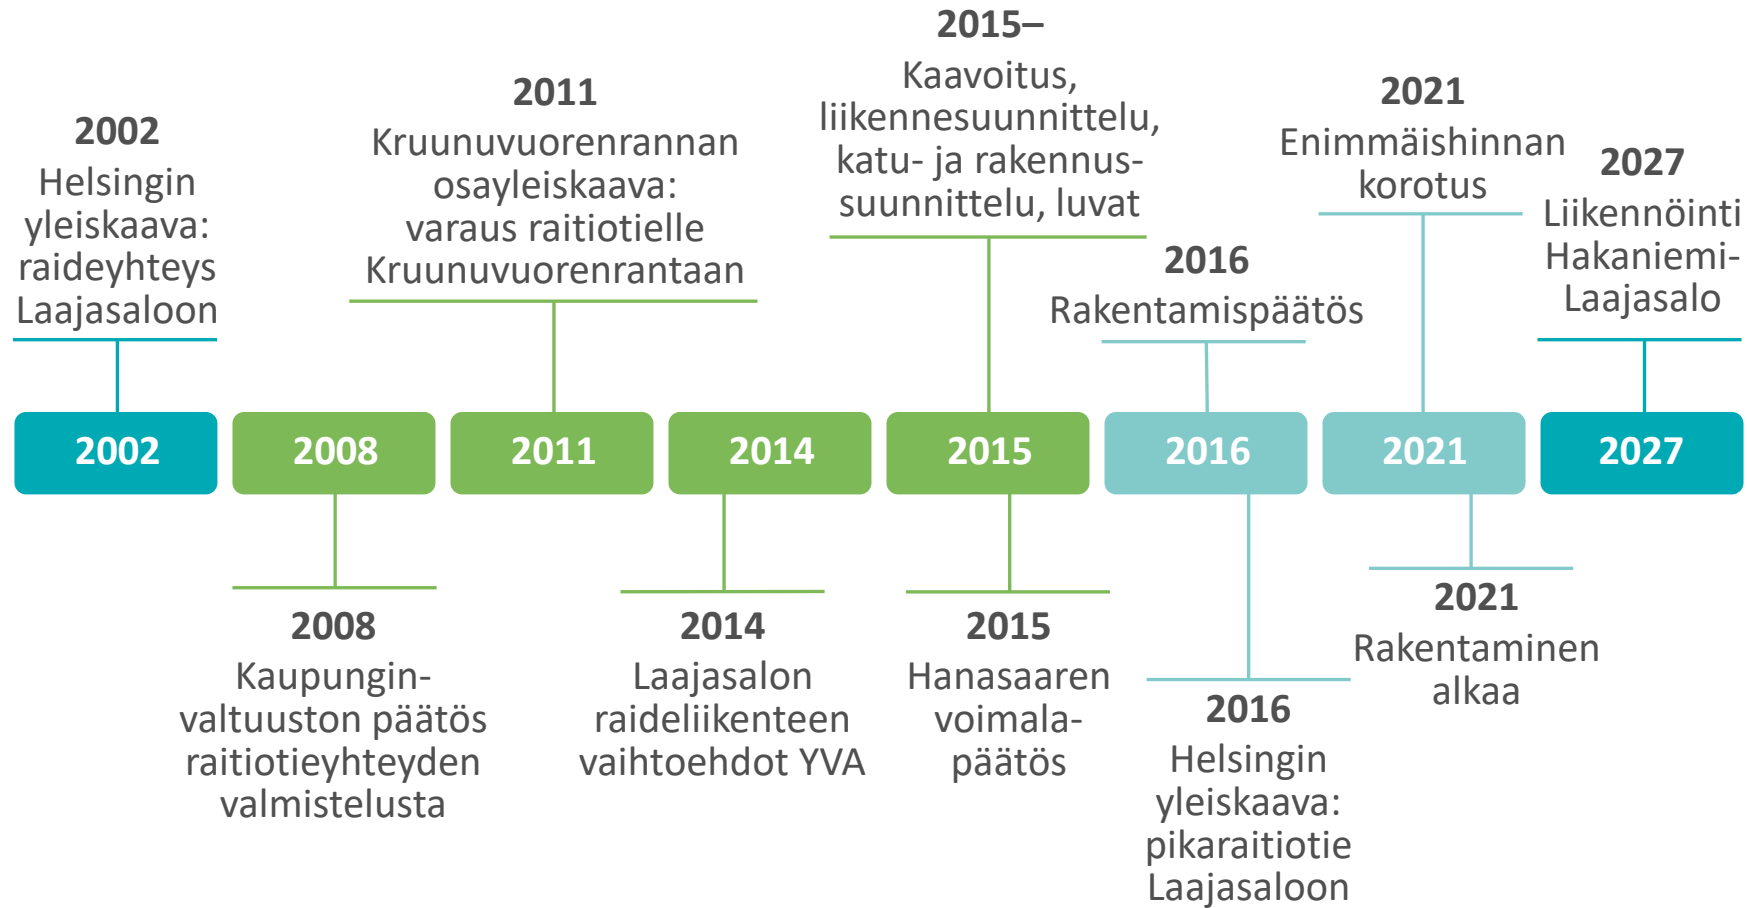 2002
Helsingin
yleiskaava:
raideyhteys
Laajasaloon
2011
Kruunuvuorenrannan
osayleiskaava:
varaus raitiotielle
Kruunuvuorenrantaan
2015–
Kaavoitus,
liikennesuunnittelu,
katu- ja rakennus-
suunnittelu, luvat
2016
Rakentamispäätös
2021
Enimmäishinnan
korotus
2027
Liikennöinti
Hakaniemi-
Laajasalo
2002 2008 2011 2014 2015 2016 2021 2027
2008
Kaupungin-
valtuuston päätös
raitiotieyhteyden
valmistelusta
2014
Laajasalon
raideliikenteen
vaihtoehdot YVA
2015
Hanasaaren
voimala-
päätös
2016
Helsingin
yleiskaava:
pikaraitiotie
Laajasaloon
2021
Rakentaminen
alkaa